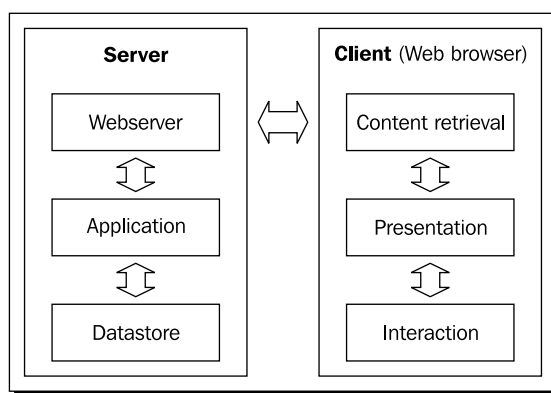 Server
Webserver
Application
Datastore
Client (Web browser)
Content retrieval
Presentation
Interaction